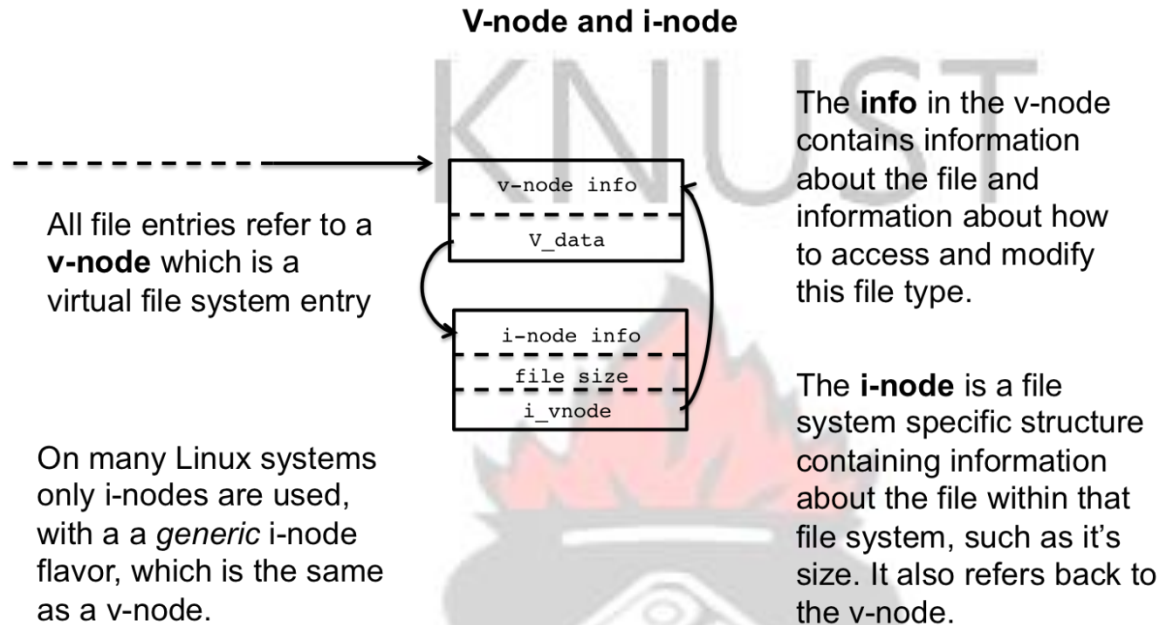 V-node and i-node
KNUST
All file entries refer to a
v-node which is a
virtual file system entry
On many Linux systems
only i-nodes are used,
with a a generic i-node
flavor, which is the same
as a v-node.
v-node info
V_data
i-node info
file size
i_vnode
The info in the v-node
contains information
about the file and
information about how
to access and modify
this file type.
The i-node is a file
system specific structure
containing information
about the file within that
file system, such as it's
size. It also refers back to
the v-node.